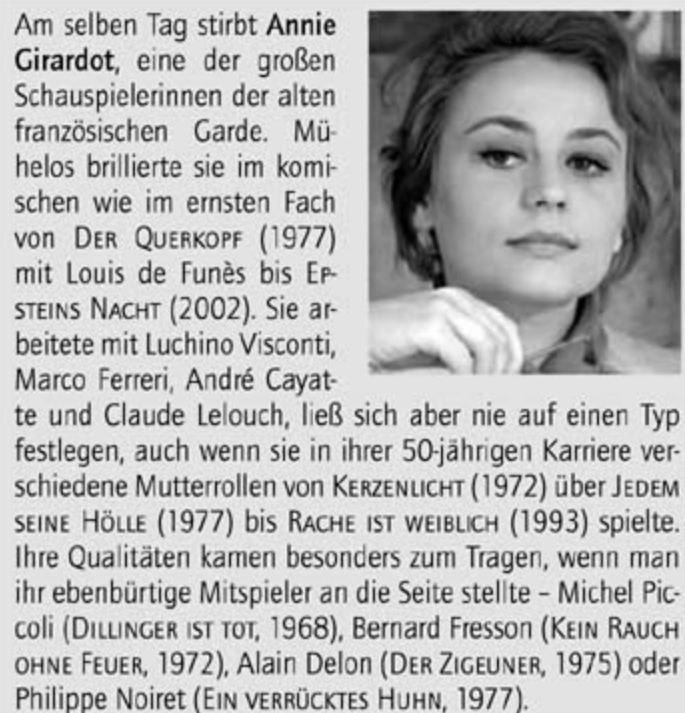 Am selben Tag stirbt Annie
Girardot, eine der großen
Schauspielerinnen der alten
französischen Garde. Mü-
helos brillierte sie im komi-
schen wie im ernsten Fach
von DER QUERKOPF (1977)
mit Louis de Funès bis EP-
STEINS NACHT (2002). Sie ar-
beitete mit Luchino Visconti,
Marco Ferreri, André Cayat-
te und Claude Lelouch, ließ sich aber nie auf einen Typ
festlegen, auch wenn sie in ihrer 50-jährigen Karriere ver-
schiedene Mutterrollen von KERZENLICHT (1972) über JEDEM
SEINE HÖLLE (1977) bis RACHE IST WEIBLICH (1993) spielte.
Ihre Qualitäten kamen besonders zum Tragen, wenn man
ihr ebenbürtige Mitspieler an die Seite stellte – Michel Pic-
coli (DILLINGER IST TOT, 1968), Bernard Fresson (KEIN RAUCH
OHNE FEUER, 1972), Alain Delon (DER ZIGEUNER, 1975) oder
Philippe Noiret (EIN VERRÜCKTES HUHN, 1977).